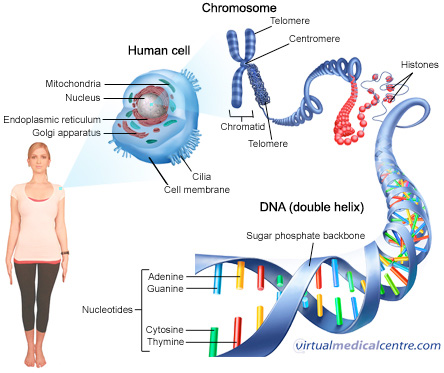 Chromosome
Telomere
Centromere
Human cell
Histones
Mitochondria
Nucleus
Endoplasmic reticulum
Golgi apparatus
Chromatid
Telomere
Cilia
Cell membrane
DNA (double helix)
Sugar phosphate backbone
Adenine
Guanine
Nucleotides
Cytosine
Thymine
virtualmedicalcentre.com